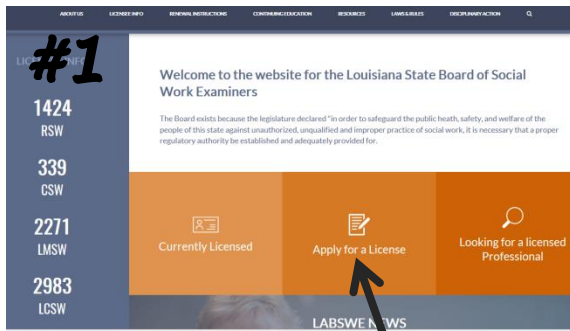 ABOUT US LICENSEE INFO RENEWAL INSTRUCTIONS CONTINUING EDUCATION RESOURCES LAWS & RULES DISCIPLINARY ACTION
#1
1424
RSW
339
CSW
2271
LMSW
2983
LCSW
Welcome to the website for the Louisiana State Board of Social
Work Examiners
The Board exists because the legislature declared "in order to safeguard the public heath, safety, and welfare of the
people of this state against unauthorized, unqualified and improper practice of social work, it is necessary that a proper
regulatory authority be established and adequately provided for.
Currently Licensed
Apply for a License
Looking for a licensed
Professional
LABSWE NEWS